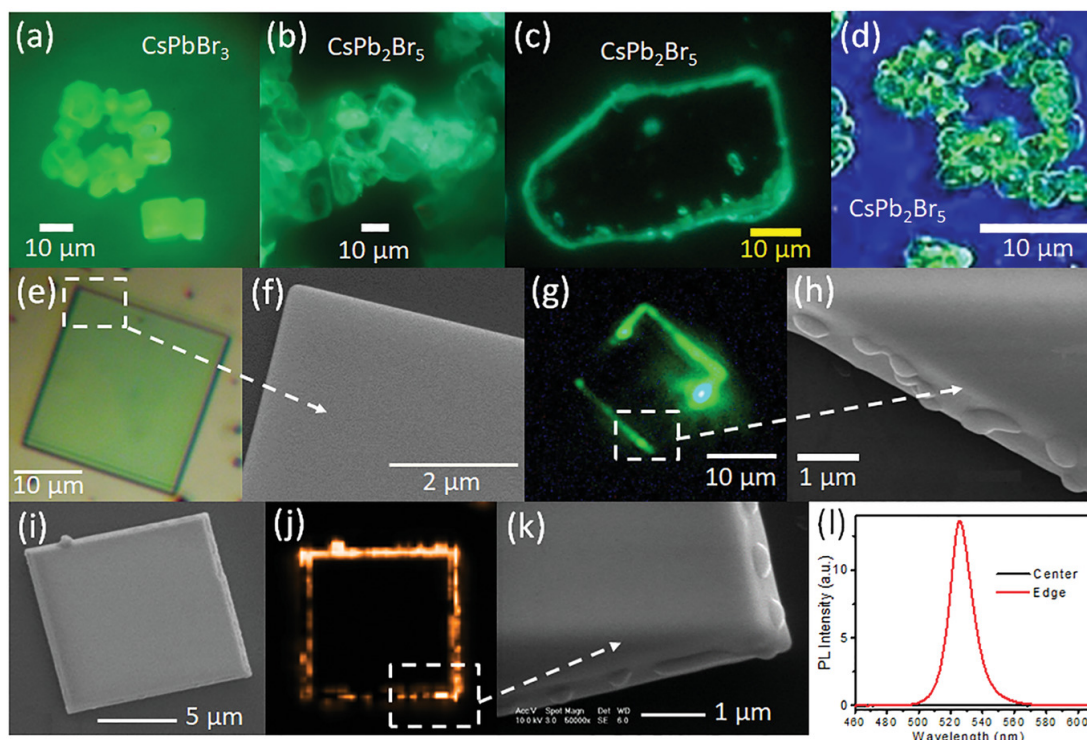 (a) CsPbBr₃
10 μm
(b) CsPb₂Br₅
10 μm
(c) CsPb₂Br₅
10 μm
(d)
CsPb₂Br₅
10 μm
(e)
10 μm
(f)
2 μm
(g)
10 μm
(h)
1 μm
(i)
5 μm
(j)
(k)
Acc.V Spot Magn Det WD
10.0 kV 3.0 50000x SE 6.0
1 μm
(l)
PL Intensity (a.u.)
10
5
0
Center
Edge
460 480 500 520 540 560 580 600
Wavelength (nm)